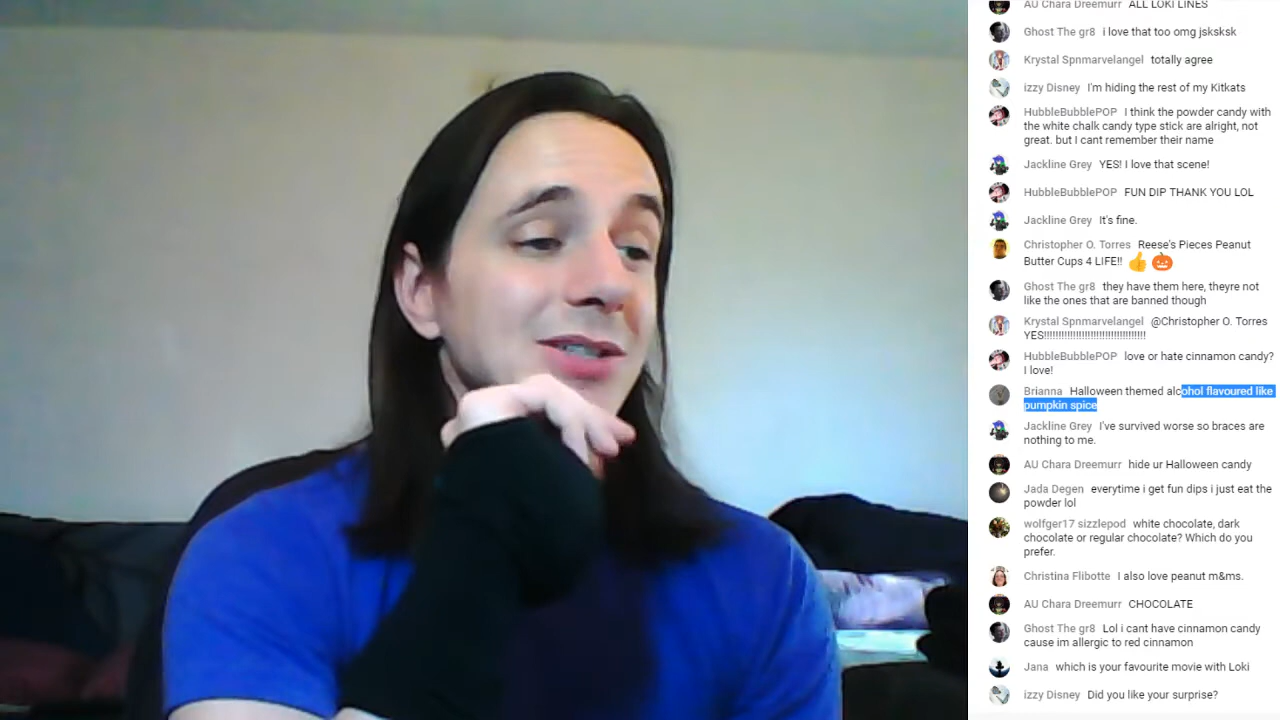 AU Chara Dreemurr ALL LOKI LINES
Ghost The gr8 i love that too omg jsksksk
Krystal Spnmarvelangel totally agree
izzy Disney I'm hiding the rest of my Kitkats
HubbleBubblePOP I think the powder candy with
the white chalk candy type stick are alright, not
great. but I cant remember their name
Jackline Grey YES! I love that scene!
HubbleBubblePOP FUN DIP THANK YOU LOL
Jackline Grey It's fine.
Christopher O. Torres Reese's Pieces Peanut
Butter Cups 4 LIFE!! 👍 🎃
Ghost The gr8 they have them here, theyre not
like the ones that are banned though
Krystal Spnmarvelangel @Christopher O. Torres
YES!!!!!!!!!!!!!!!!!!!!!!!!!!!!!!!!!!!
HubbleBubblePOP love or hate cinnamon candy?
I love!
Brianna Halloween themed alcohol flavoured like
pumpkin spice
Jackline Grey I've survived worse so braces are
nothing to me.
AU Chara Dreemurr hide ur Halloween candy
Jada Degen everytime i get fun dips i just eat the
powder lol
wolfger17 sizzlepod white chocolate, dark
chocolate or regular chocolate? Which do you
prefer.
Christina Flibotte I also love peanut m&ms.
AU Chara Dreemurr CHOCOLATE
Ghost The gr8 Lol i cant have cinnamon candy
cause im allergic to red cinnamon
Jana which is your favourite movie with Loki
izzy Disney Did you like your surprise?